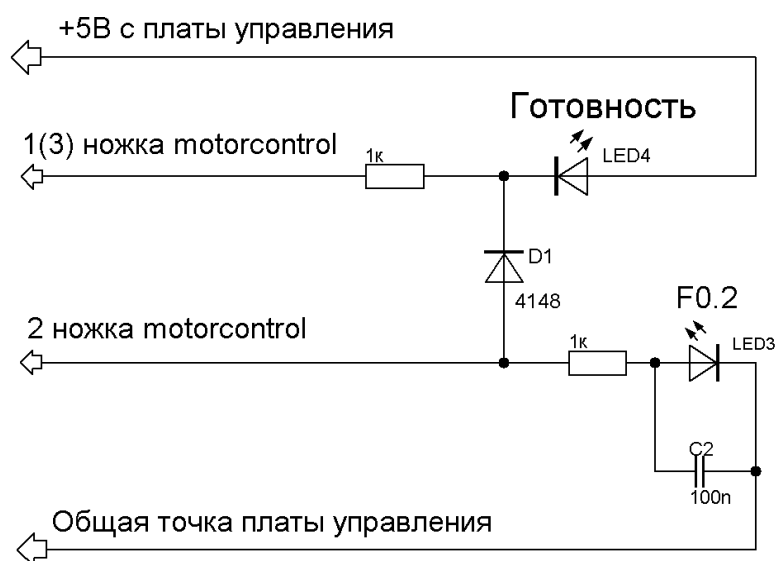 +5В с платы управления
Готовность
1(3) ножка motorcontrol
1к
LED4
D1
4148
F0.2
2 ножка motorcontrol
1к
LED3
C2
100n
Общая точка платы управления